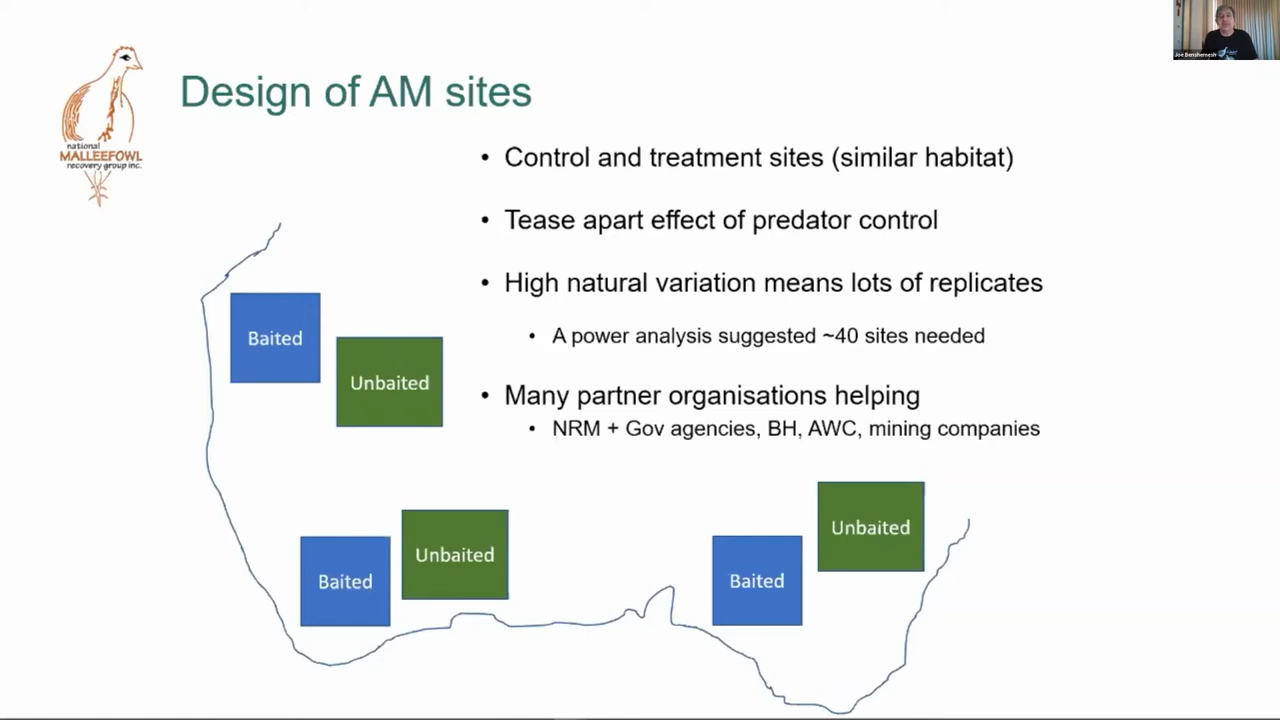 Joe Benshemesh
Design of AM sites
national
MALLEEFOWL
recovery group inc.
• Control and treatment sites (similar habitat)
• Tease apart effect of predator control
• High natural variation means lots of replicates
• A power analysis suggested ~40 sites needed
• Many partner organisations helping
• NRM + Gov agencies, BH, AWC, mining companies
Baited
Unbaited
Baited
Unbaited
Baited
Unbaited